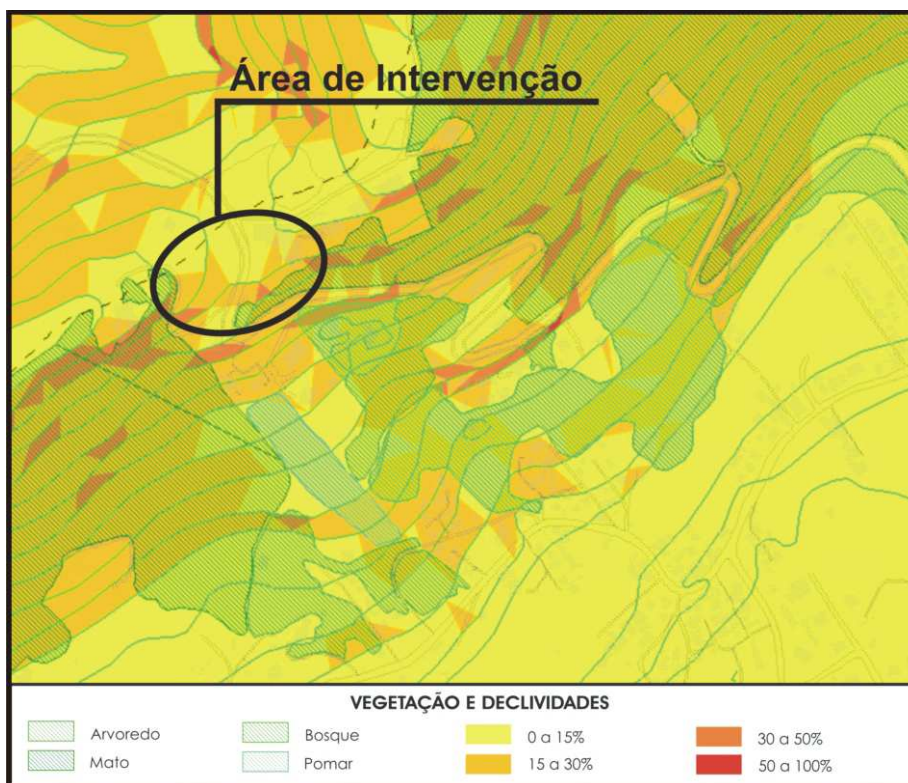 Área de Intervenção
VEGETAÇÃO E DECLIVIDADES
Arvoredo
Bosque
0 a 15%
30 a 50%
Mato
Pomar
15 a 30%
50 a 100%